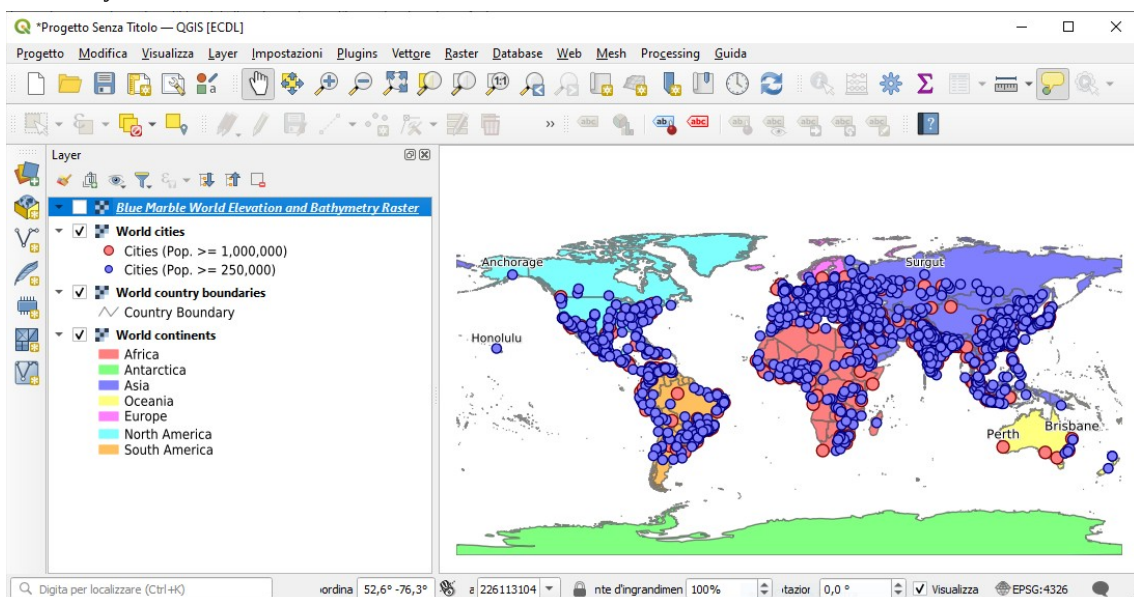 *Progetto Senza Titolo — QGIS [ECDL]
Progetto Modifica Visualizza Layer Impostazioni Plugins Vettore Raster Database Web Mesh Processing Guida
Layer
Blue Marble World Elevation and Bathymetry Raster
World cities
Cities (Pop. >= 1,000,000)
Cities (Pop. >= 250,000)
World country boundaries
Country Boundary
World continents
Africa
Antarctica
Asia
Oceania
Europe
North America
South America
Anchorage
Surgut
Honolulu
Perth
Brisbane
Digita per localizzare (Ctrl+K) ordina 52,6° -76,3° a 226113104 nte d'ingrandimen 100% tazior 0,0 ° Visualizza EPSG:4326